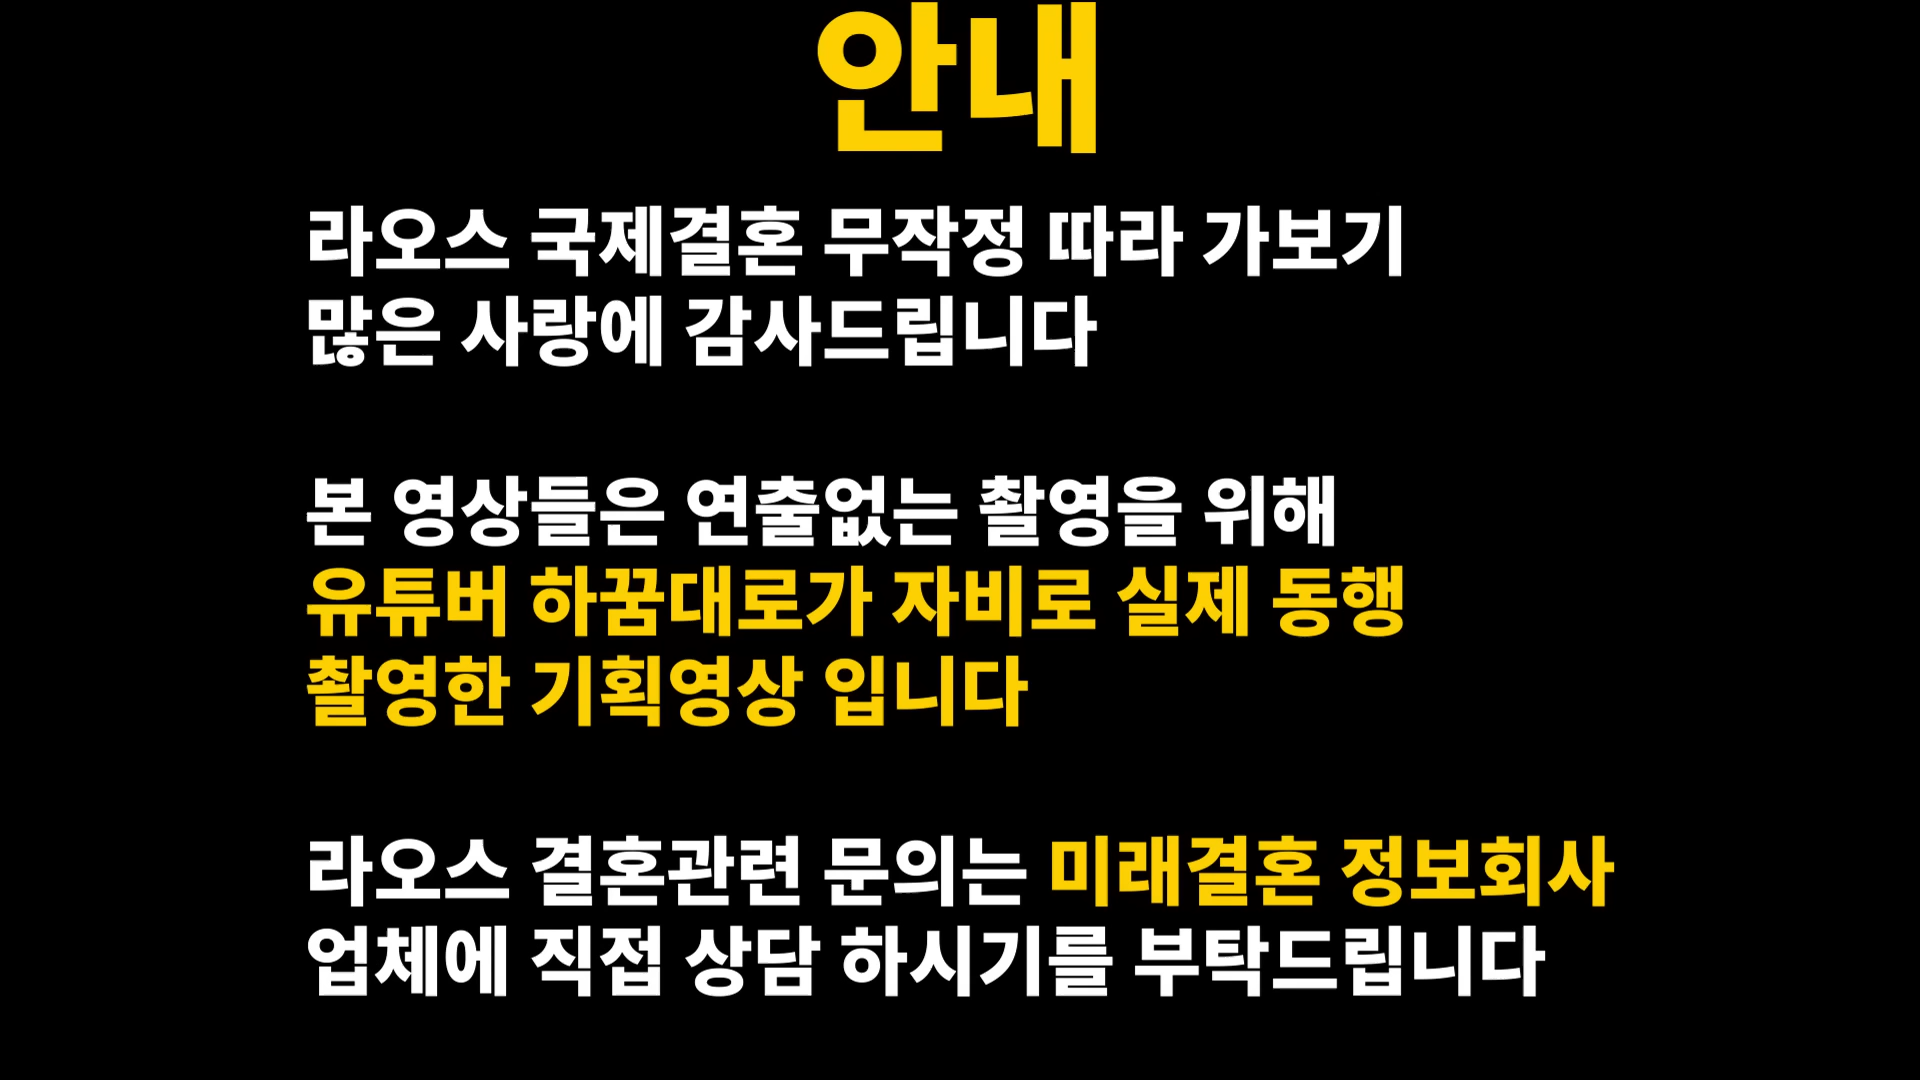 안내
라오스 국제결혼 무작정 따라 가보기
많은 사랑에 감사드립니다
본 영상들은 연출없는 촬영을 위해
유튜버 하꿈대로가 자비로 실제 동행
촬영한 기획영상 입니다
라오스 결혼관련 문의는 미래결혼 정보회사
업체에 직접 상담 하시기를 부탁드립니다